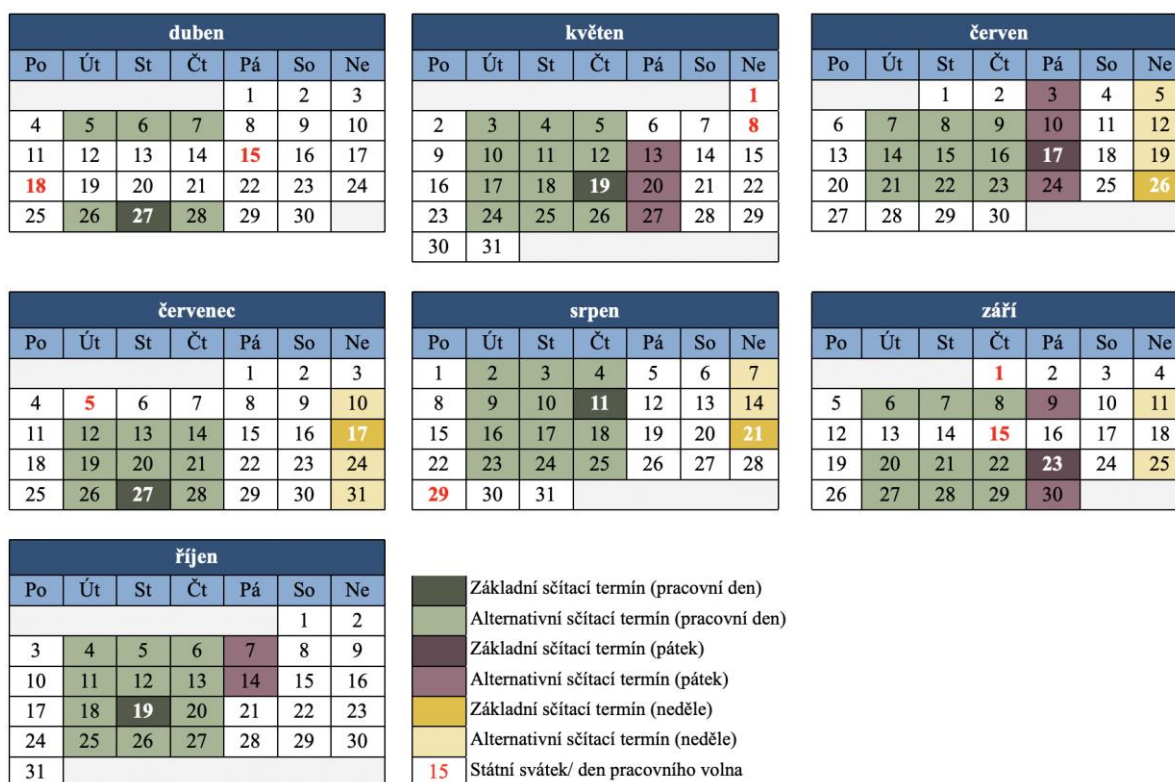 duben
Po Út St Čt Pá So Ne
1 2 3
4 5 6 7 8 9 10
11 12 13 14 15 16 17
18 19 20 21 22 23 24
25 26 27 28 29 30
květen
Po Út St Čt Pá So Ne
1
2 3 4 5 6 7 8
9 10 11 12 13 14 15
16 17 18 19 20 21 22
23 24 25 26 27 28 29
30 31
červen
Po Út St Čt Pá So Ne
1 2 3 4 5
6 7 8 9 10 11 12
13 14 15 16 17 18 19
20 21 22 23 24 25 26
27 28 29 30
červenec
Po Út St Čt Pá So Ne
1 2 3
4 5 6 7 8 9 10
11 12 13 14 15 16 17
18 19 20 21 22 23 24
25 26 27 28 29 30 31
srpen
Po Út St Čt Pá So Ne
1 2 3 4 5 6 7
8 9 10 11 12 13 14
15 16 17 18 19 20 21
22 23 24 25 26 27 28
29 30 31
září
Po Út St Čt Pá So Ne
1 2 3 4
5 6 7 8 9 10 11
12 13 14 15 16 17 18
19 20 21 22 23 24 25
26 27 28 29 30
říjen
Po Út St Čt Pá So Ne
1 2
3 4 5 6 7 8 9
10 11 12 13 14 15 16
17 18 19 20 21 22 23
24 25 26 27 28 29 30
31
Základní sčítací termín (pracovní den)
Alternativní sčítací termín (pracovní den)
Základní sčítací termín (pátek)
Alternativní sčítací termín (pátek)
Základní sčítací termín (neděle)
Alternativní sčítací termín (neděle)
15 Státní svátek/ den pracovního volna